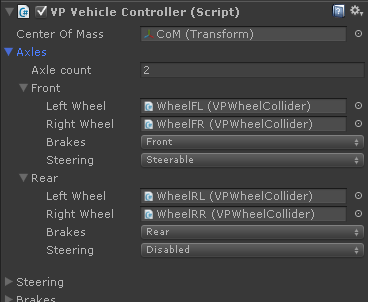 VP Vehicle Controller (Script)
Center Of Mass CoM (Transform)
Axles
Axle count 2
Front
Left Wheel WheelFL (VPWheelCollider)
Right Wheel WheelFR (VPWheelCollider)
Brakes Front
Steering Steerable
Rear
Left Wheel WheelRL (VPWheelCollider)
Right Wheel WheelRR (VPWheelCollider)
Brakes Rear
Steering Disabled
Steering
Brakes